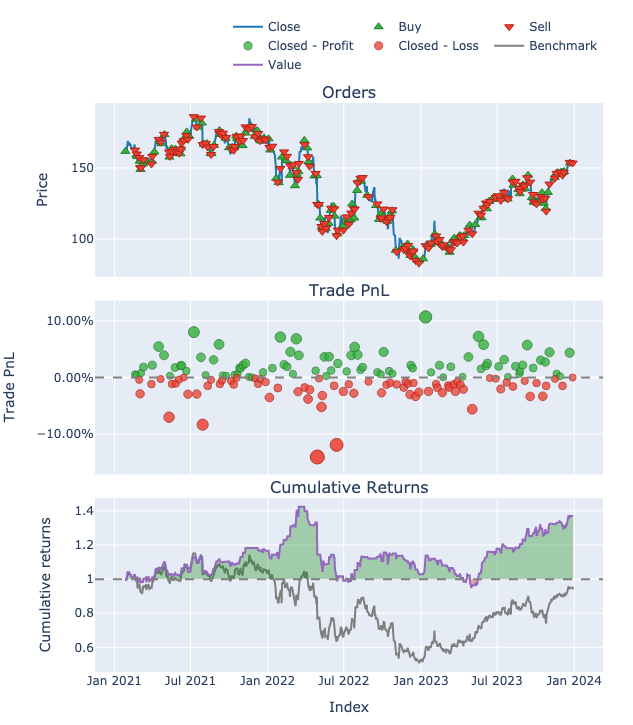 Close Buy Sell
Closed - Profit Closed - Loss Benchmark
Value
Orders
150
100
Price
Trade PnL
10.00%
0.00%
−10.00%
Trade PnL
Cumulative Returns
1.4
1.2
1
0.8
0.6
Cumulative returns
Jan 2021 Jul 2021 Jan 2022 Jul 2022 Jan 2023 Jul 2023 Jan 2024
Index